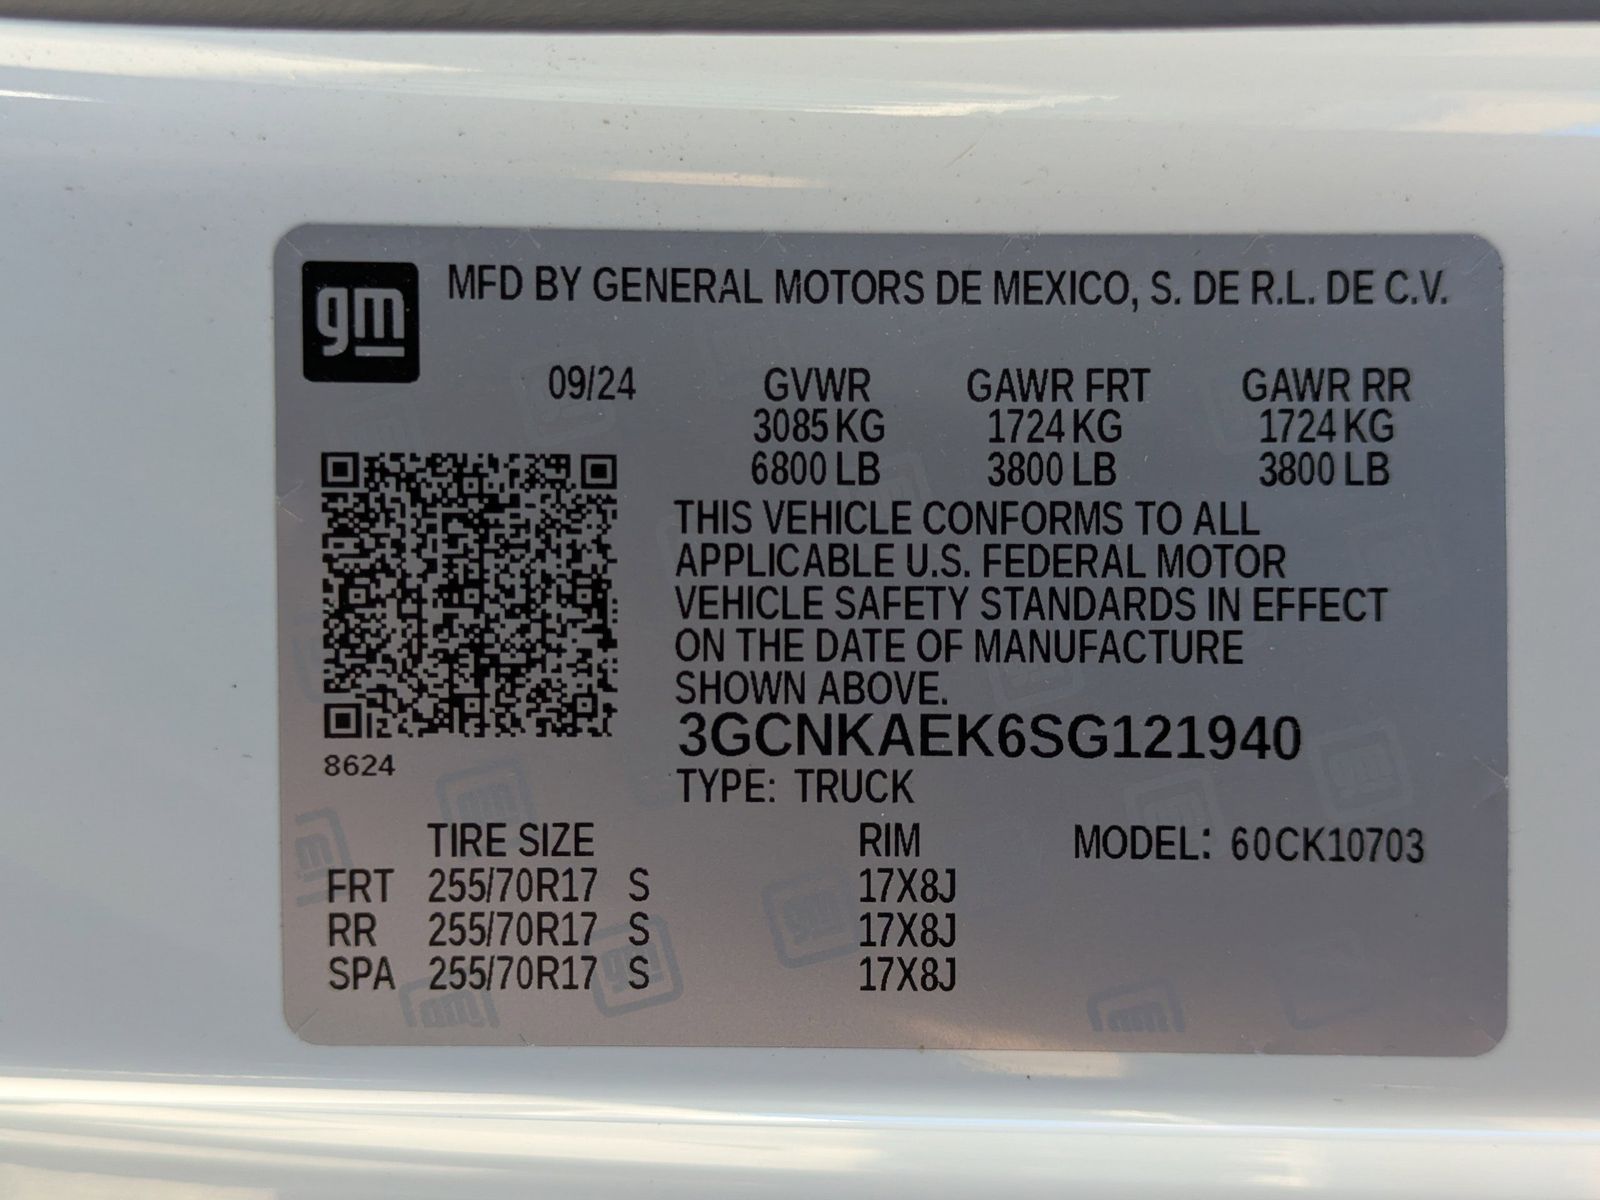 gm
MFD BY GENERAL MOTORS DE MEXICO, S. DE R.L. DE C.V.
09/24 GVWR GAWR FRT GAWR RR
3085 KG 1724 KG 1724 KG
6800 LB 3800 LB 3800 LB
THIS VEHICLE CONFORMS TO ALL
APPLICABLE U.S. FEDERAL MOTOR
VEHICLE SAFETY STANDARDS IN EFFECT
ON THE DATE OF MANUFACTURE
SHOWN ABOVE.
3GCNKAEK6SG121940
8624
TYPE: TRUCK
TIRE SIZE RIM MODEL: 60CK10703
FRT 255/70R17 S 17X8J
RR 255/70R17 S 17X8J
SPA 255/70R17 S 17X8J